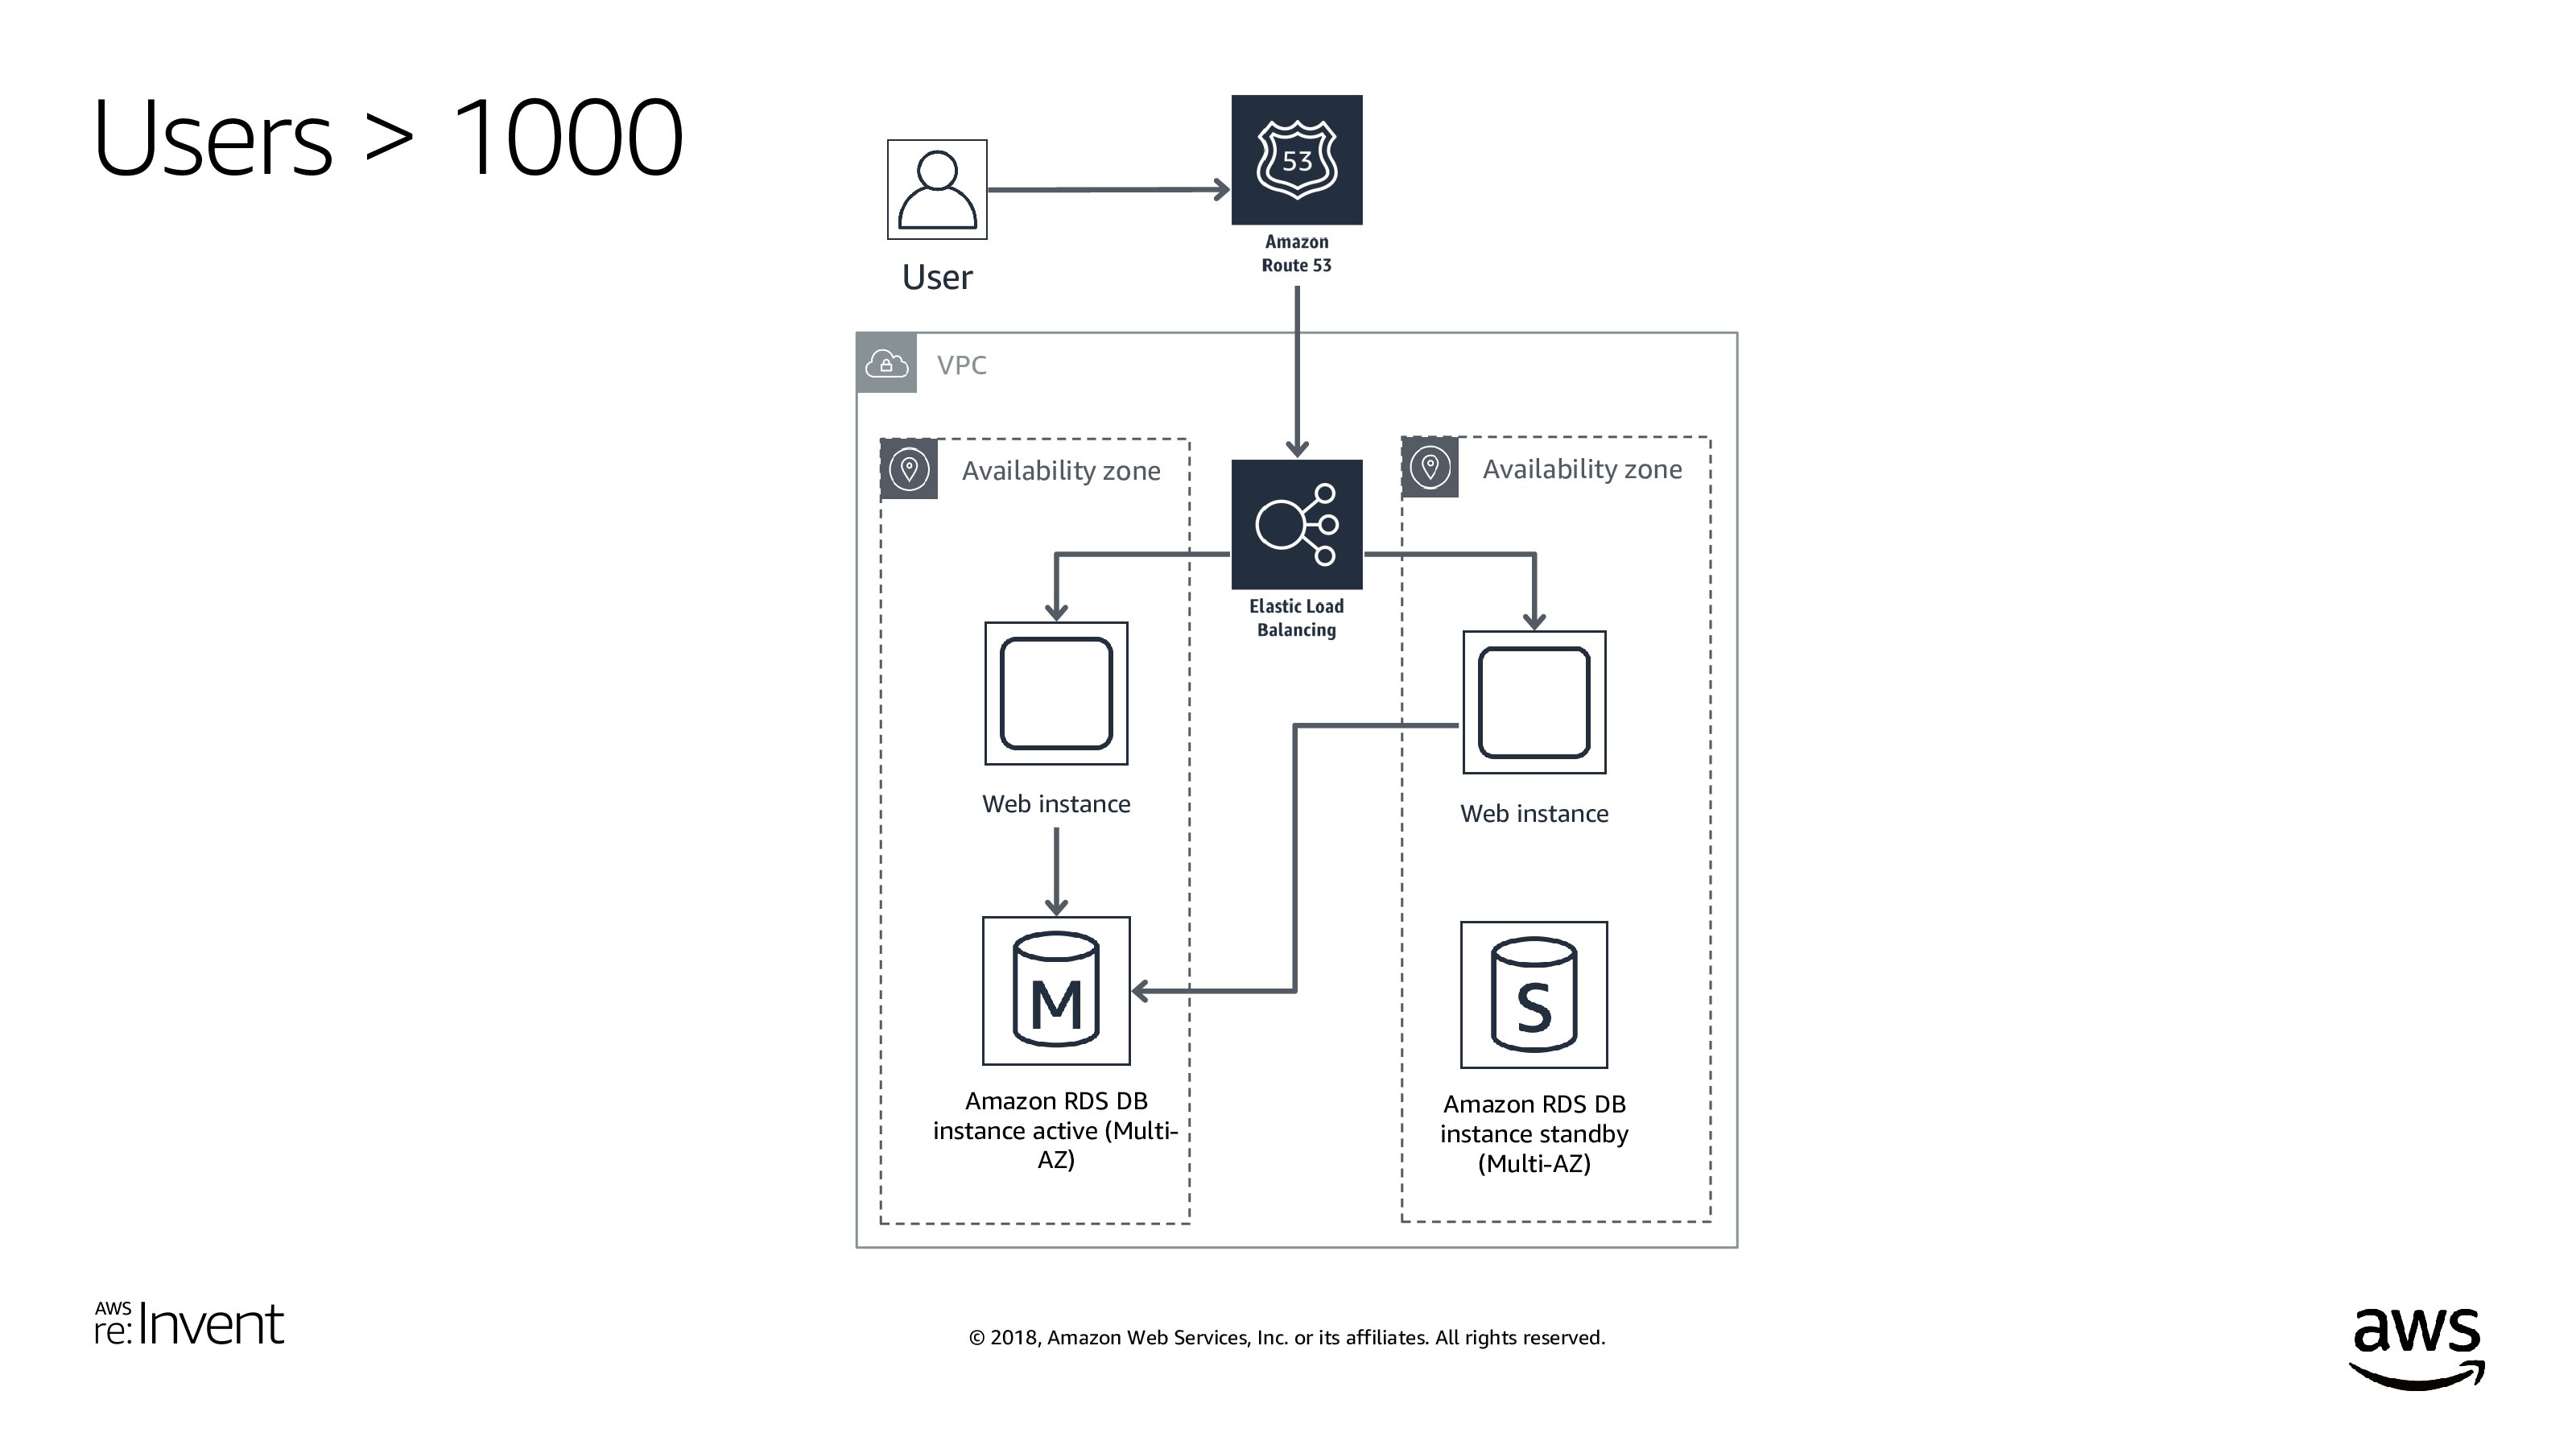 Users > 1000
53
Amazon
Route 53
User
VPC
Availability zone
Availability zone
Elastic Load
Balancing
Web instance
Web instance
M
S
Amazon RDS DB
instance active (Multi-
AZ)
Amazon RDS DB
instance standby
(Multi-AZ)
AWS
re:Invent
© 2018, Amazon Web Services, Inc. or its affiliates. All rights reserved.
aws